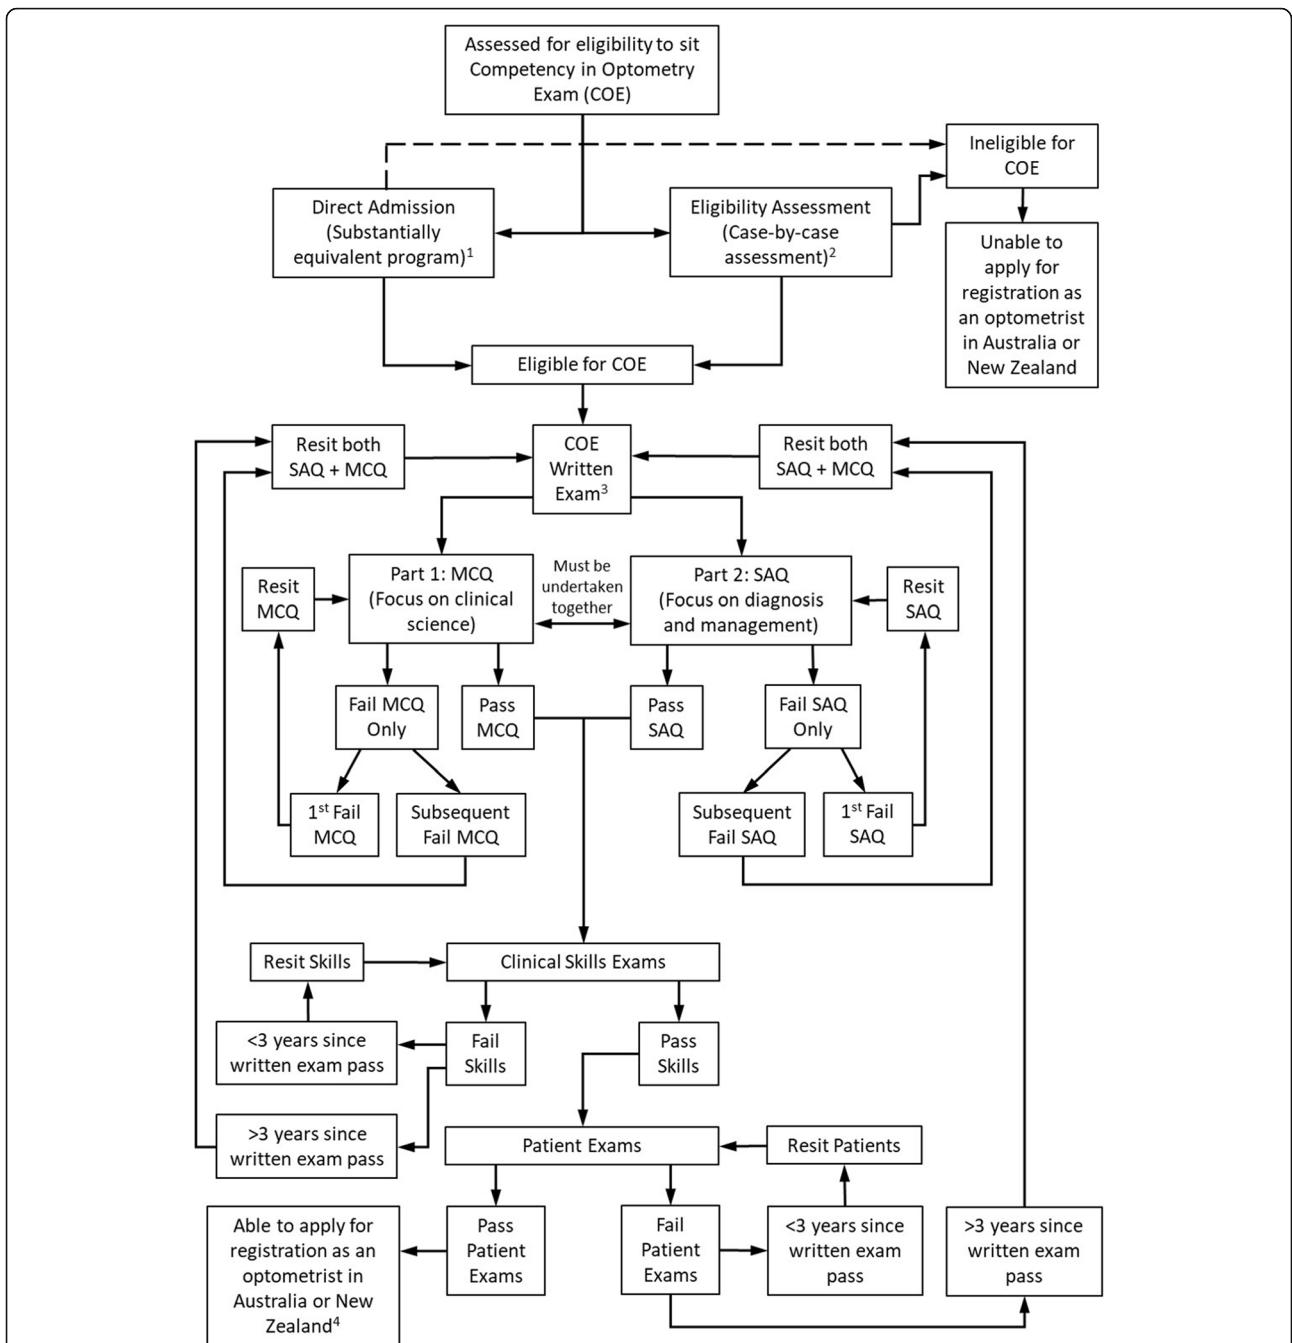 Assessed for eligibility to sit
Competency in Optometry
Exam (COE)
Ineligible for
COE
Direct Admission
(Substantially
equivalent program)¹
Eligibility Assessment
(Case-by-case
assessment)²
Unable to
apply for
registration as
an optometrist
in Australia or
New Zealand
Eligible for COE
Resit both
SAQ + MCQ
COE
Written
Exam³
Resit both
SAQ + MCQ
Resit
MCQ
Part 1: MCQ
(Focus on clinical
science)
Must be
undertaken
together
Part 2: SAQ
(Focus on diagnosis
and management)
Resit
SAQ
Fail MCQ
Only
Pass
MCQ
Pass
SAQ
Fail SAQ
Only
1st Fail
MCQ
Subsequent
Fail MCQ
Subsequent
Fail SAQ
1st Fail
SAQ
Resit Skills
Clinical Skills Exams
<3 years since
written exam pass
Fail
Skills
Pass
Skills
>3 years since
written exam pass
Patient Exams
Resit Patients
Able to apply for
registration as an
optometrist in
Australia or New
Zealand⁴
Pass
Patient
Exams
Fail
Patient
Exams
<3 years since
written exam
pass
>3 years since
written exam
pass